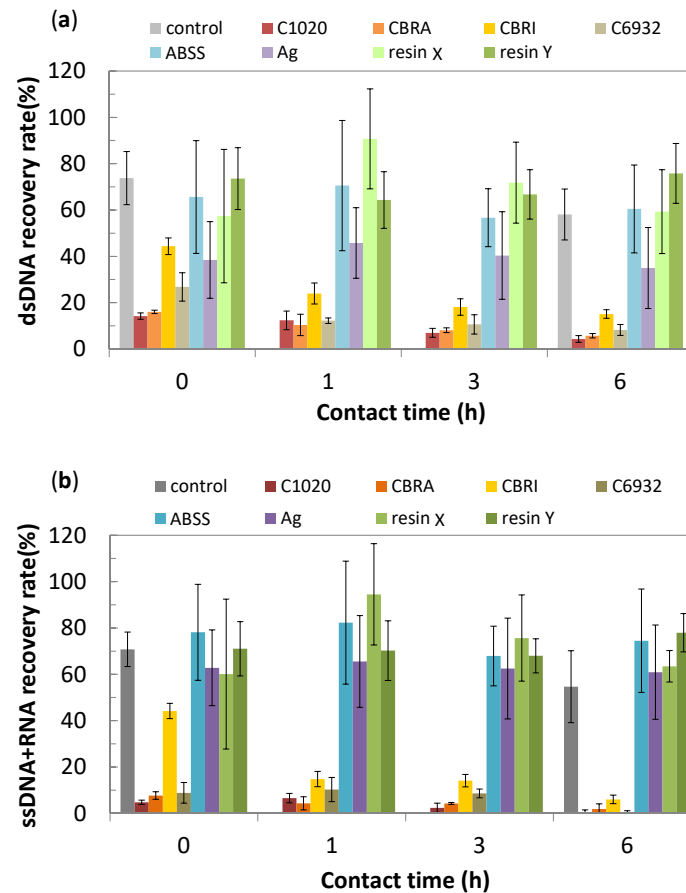 (a)
control C1020 CBRA CBRI C6932
ABSS Ag resin X resin Y
120
100
80
60
40
20
0
dsDNA recovery rate(%)
0 1 3 6
Contact time (h)
(b)
control C1020 CBRA CBRI C6932
ABSS Ag resin X resin Y
120
100
80
60
40
20
0
ssDNA+RNA recovery rate(%)
0 1 3 6
Contact time (h)